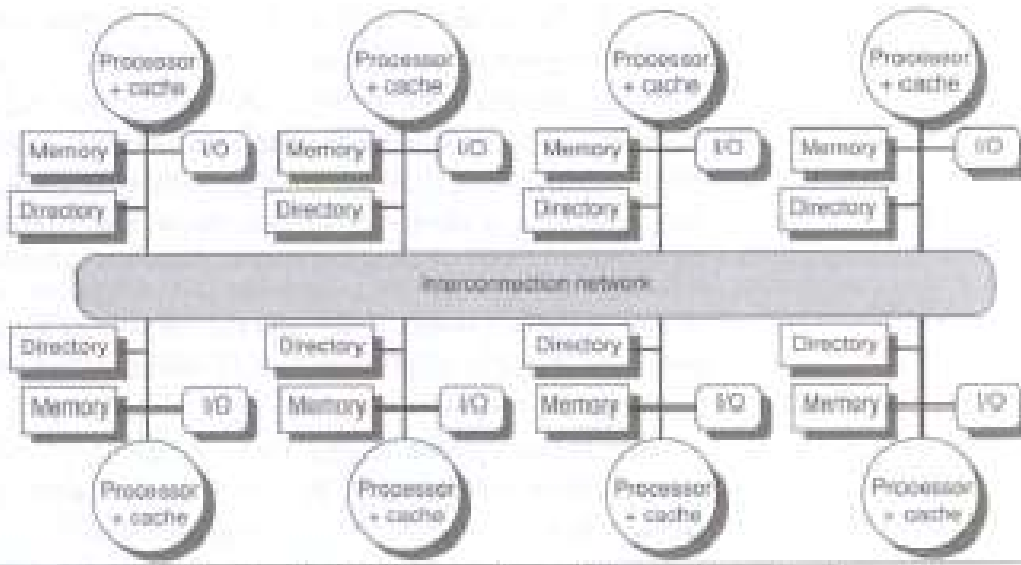 Processor
+ cache
Processor
+ cache
Processor
+ cache
Processor
+ cache
Memory
I/O
Memory
I/O
Memory
I/O
Memory
I/O
Directory
Directory
Directory
Directory
Interconnection network
Directory
Directory
Directory
Directory
Memory
I/O
Memory
I/O
Memory
I/O
Memory
I/O
Processor
+ cache
Processor
+ cache
Processor
+ cache
Processor
+ cache